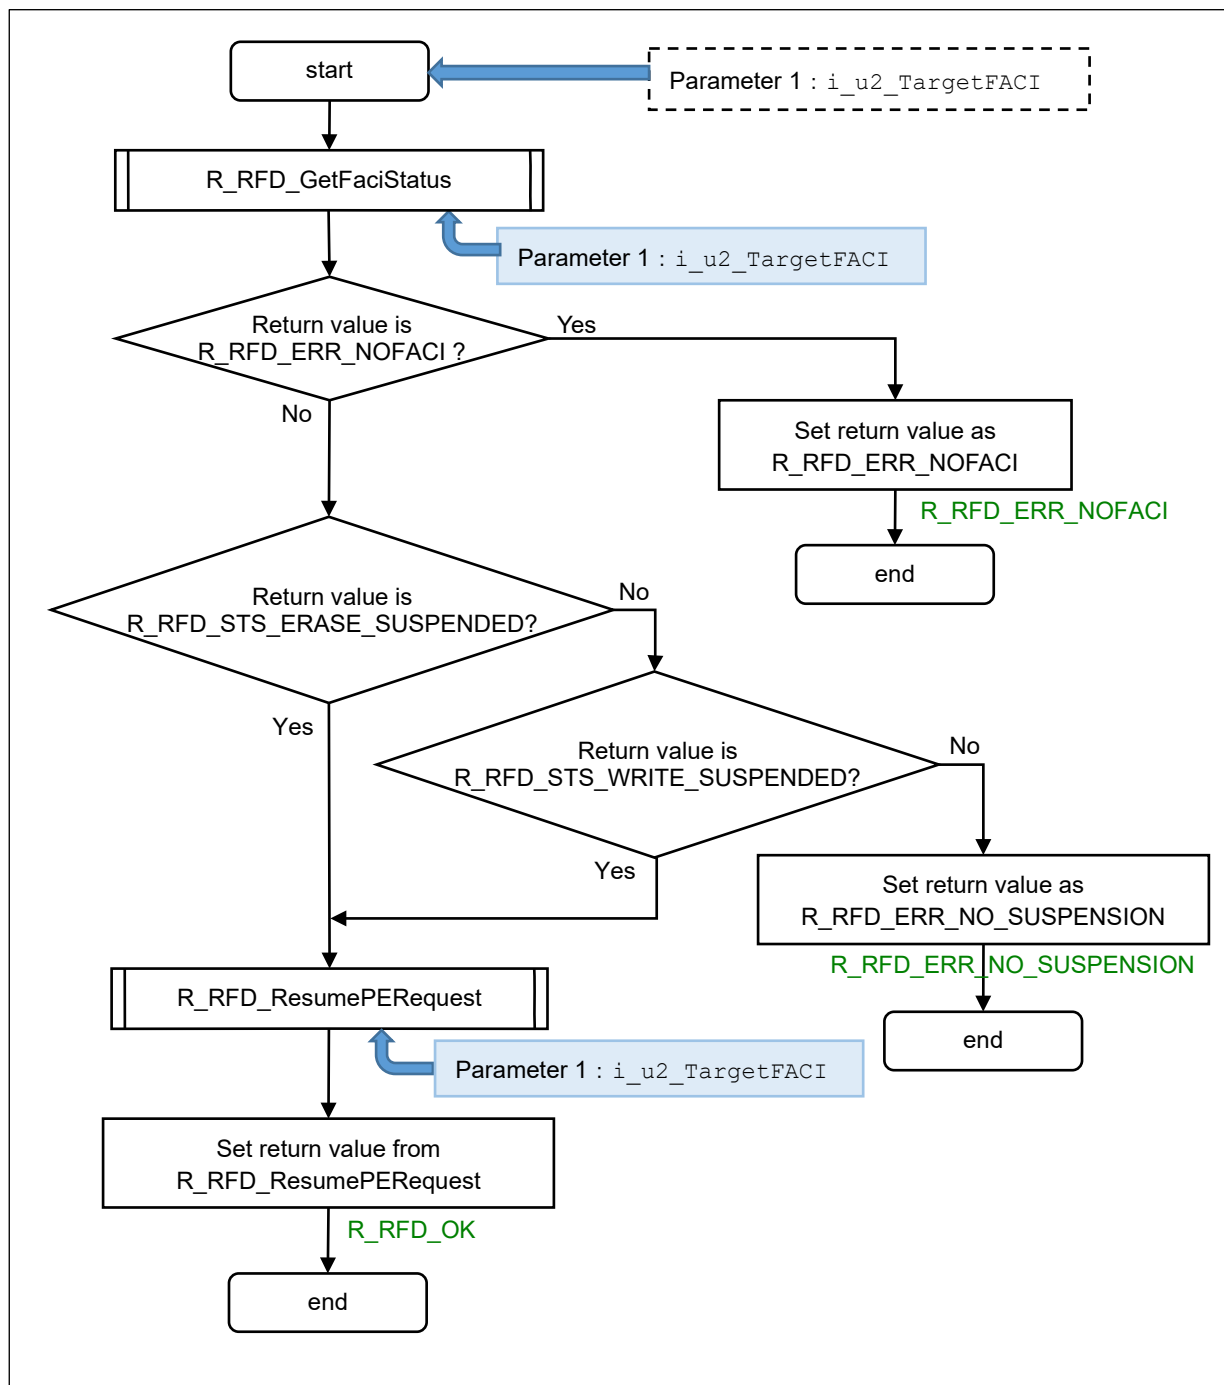 start
Parameter 1 : i_u2_TargetFACI
R_RFD_GetFaciStatus
Parameter 1 : i_u2_TargetFACI
Return value is
R_RFD_ERR_NOFACI ?
Yes
No
Set return value as
R_RFD_ERR_NOFACI
R_RFD_ERR_NOFACI
end
Return value is
R_RFD_STS_ERASE_SUSPENDED?
No
Yes
Return value is
R_RFD_STS_WRITE_SUSPENDED?
No
Yes
Set return value as
R_RFD_ERR_NO_SUSPENSION
R_RFD_ERR_NO_SUSPENSION
end
R_RFD_ResumePERequest
Parameter 1 : i_u2_TargetFACI
Set return value from
R_RFD_ResumePERequest
R_RFD_OK
end